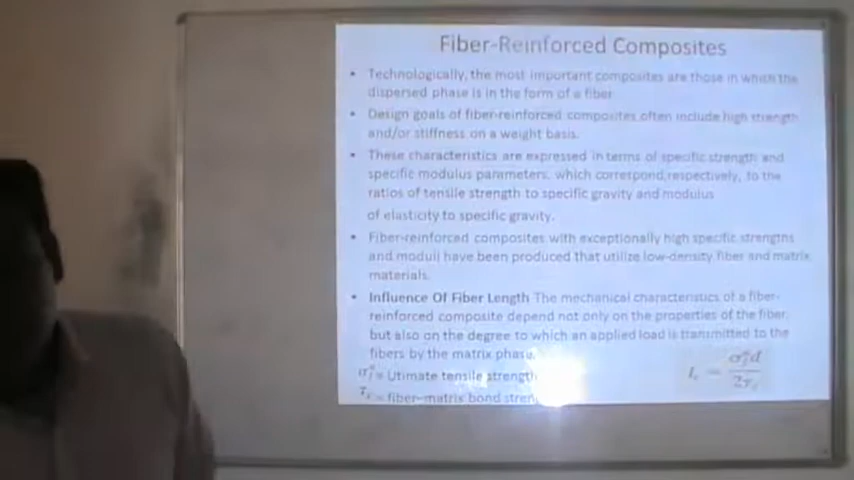 Fiber-Reinforced Composites
• Technologically, the most important composites are those in which the
dispersed phase is in the form of a fiber
• Design goals of fiber-reinforced composites often include high strength
and/or stiffness on a weight basis.
• These characteristics are expressed in terms of specific strength and
specific modulus parameters, which correspond, respectively, to the
ratios of tensile strength to specific gravity and modulus
of elasticity to specific gravity.
• Fiber-reinforced composites with exceptionally high specific strengths
and moduli have been produced that utilize low-density fiber and matrix
materials.
• Influence Of Fiber Length The mechanical characteristics of a fiber-
reinforced composite depend not only on the properties of the fiber,
but also on the degree to which an applied load is transmitted to the
fibers by the matrix phase.
σ*f = Utimate tensile strength
lc = σ*f d / 2τc
τc = fiber–matrix bond stren